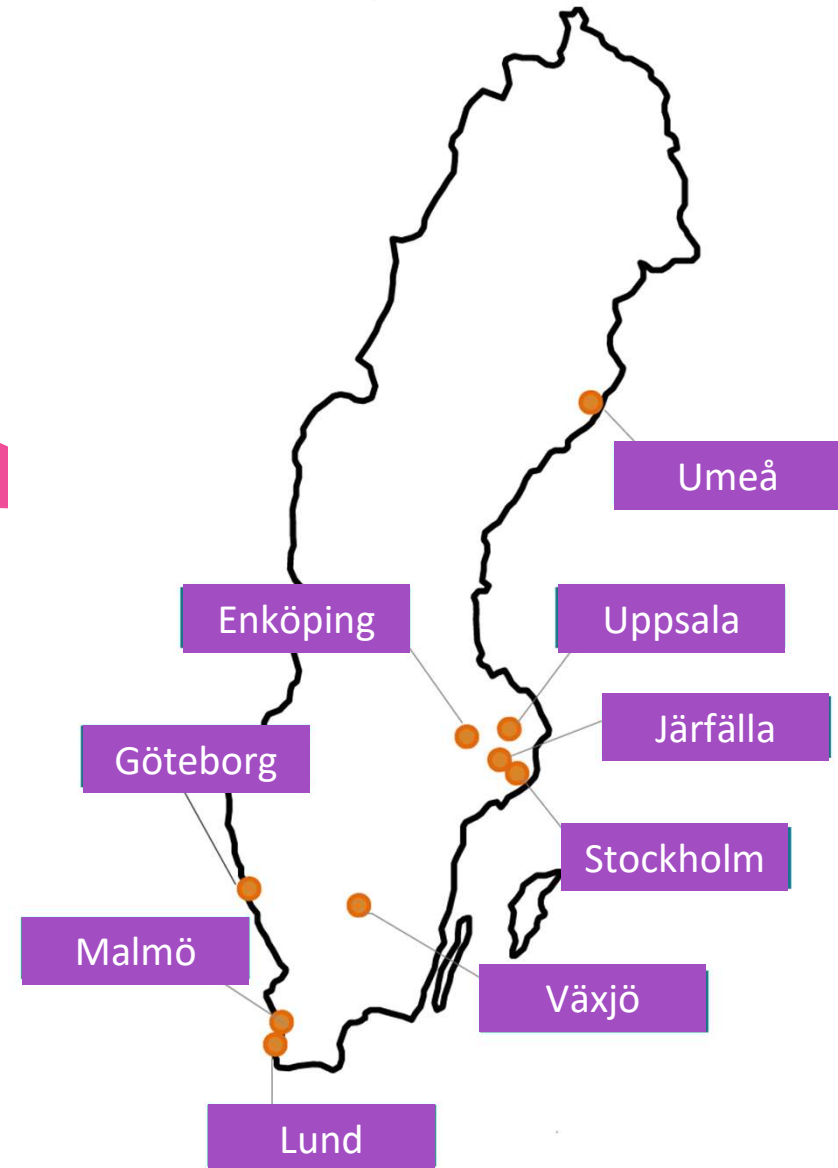 Umeå
Enköping
Uppsala
Järfälla
Göteborg
Stockholm
Malmö
Växjö
Lund